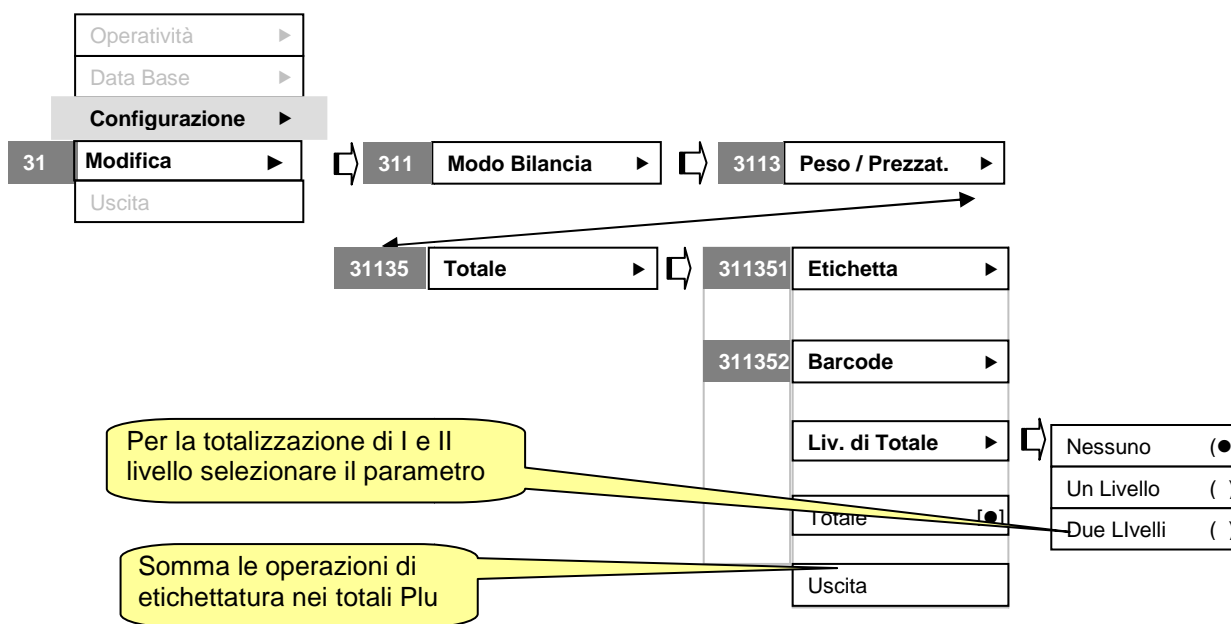 Operatività ►
Data Base ►
Configurazione ►
31 Modifica ► 311 Modo Bilancia ► 3113 Peso / Prezzat. ►
Uscita
31135 Totale ► 311351 Etichetta ►
311352 Barcode ►
Per la totalizzazione di I e II
livello selezionare il parametro
Liv. di Totale ►
Nessuno (●
Un Livello ( )
Due LIvelli ( )
Totale [●]
Somma le operazioni di
etichettatura nei totali Plu
Uscita